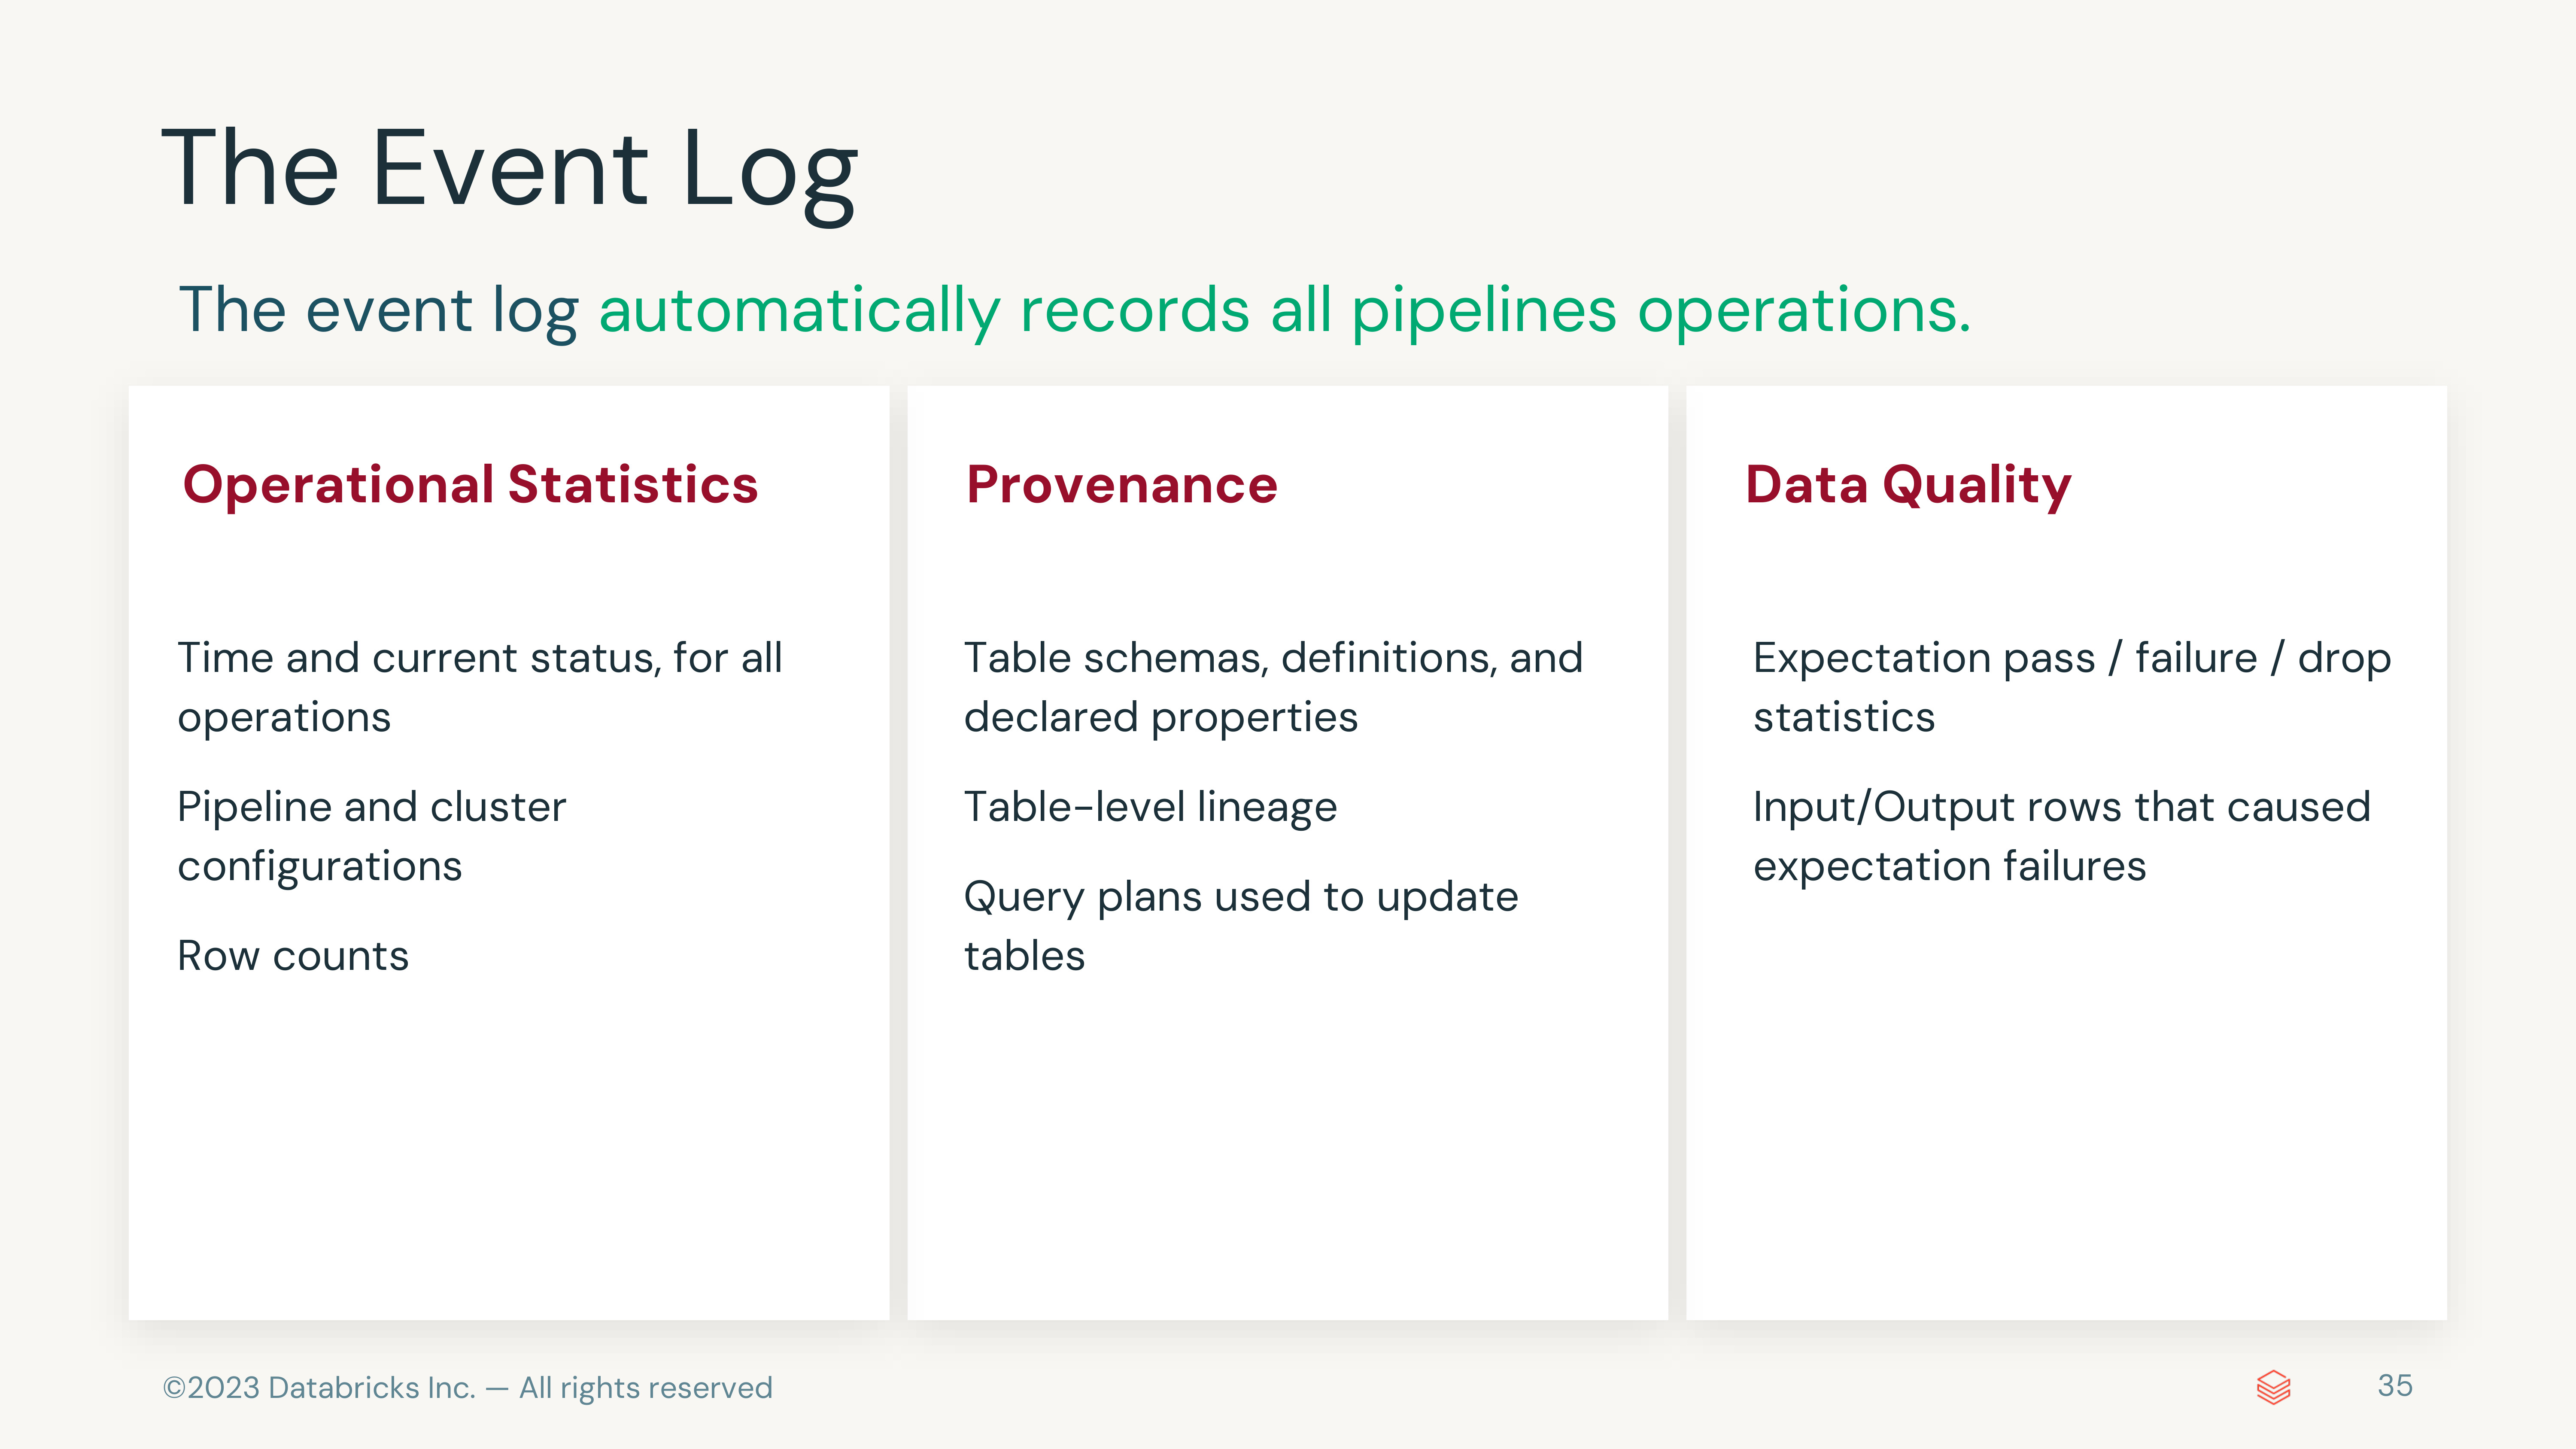 The Event Log
The event log automatically records all pipelines operations.
Operational Statistics
Time and current status, for all
operations
Pipeline and cluster
configurations
Row counts
Provenance
Table schemas, definitions, and
declared properties
Table-level lineage
Query plans used to update
tables
Data Quality
Expectation pass / failure / drop
statistics
Input/Output rows that caused
expectation failures
©2023 Databricks Inc. — All rights reserved
35